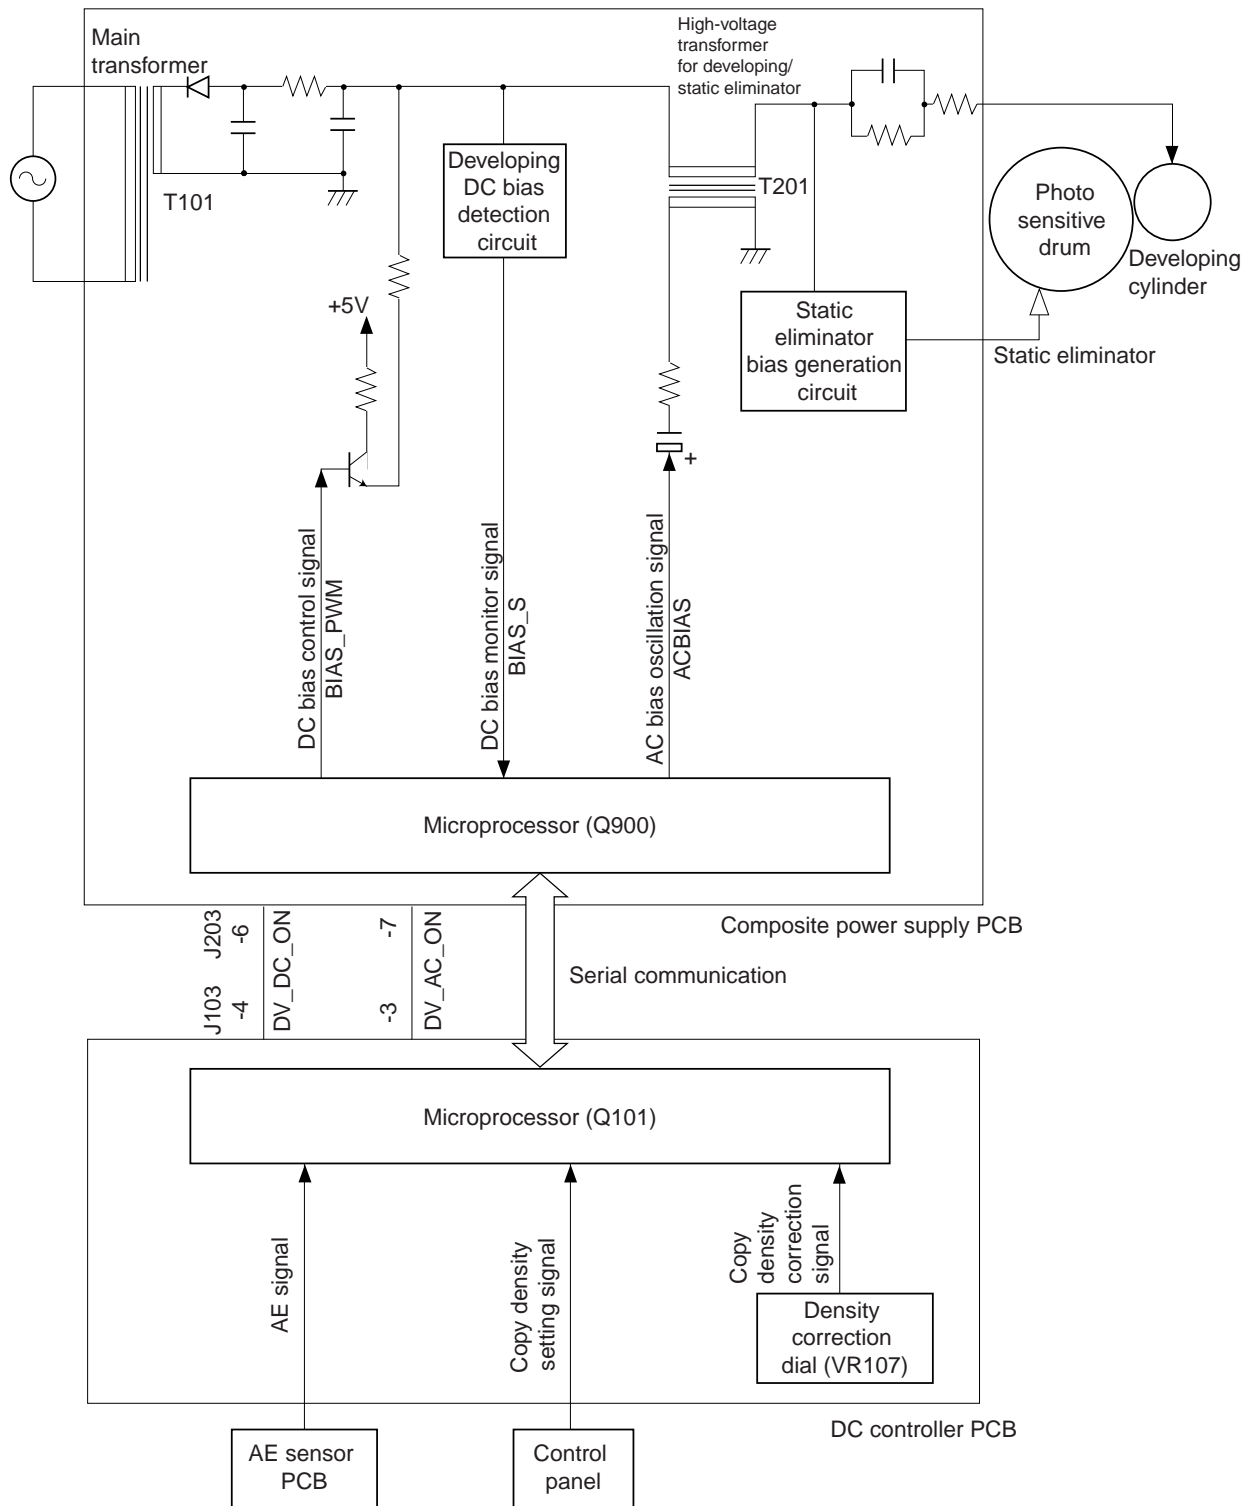 Main
transformer
High-voltage
transformer
for developing/
static eliminator
T101
Developing
DC bias
detection
circuit
T201
Photo
sensitive
drum
Developing
cylinder
+5V
Static
eliminator
bias generation
circuit
Static eliminator
+
DC bias control signal
BIAS_PWM
DC bias monitor signal
BIAS_S
AC bias oscillation signal
ACBIAS
Microprocessor (Q900)
Composite power supply PCB
J203
-6
-7
J103
-4
-3
DV_DC_ON
DV_AC_ON
Serial communication
Microprocessor (Q101)
AE signal
Copy density
setting signal
Copy
density
correction
signal
Density
correction
dial (VR107)
DC controller PCB
AE sensor
PCB
Control
panel